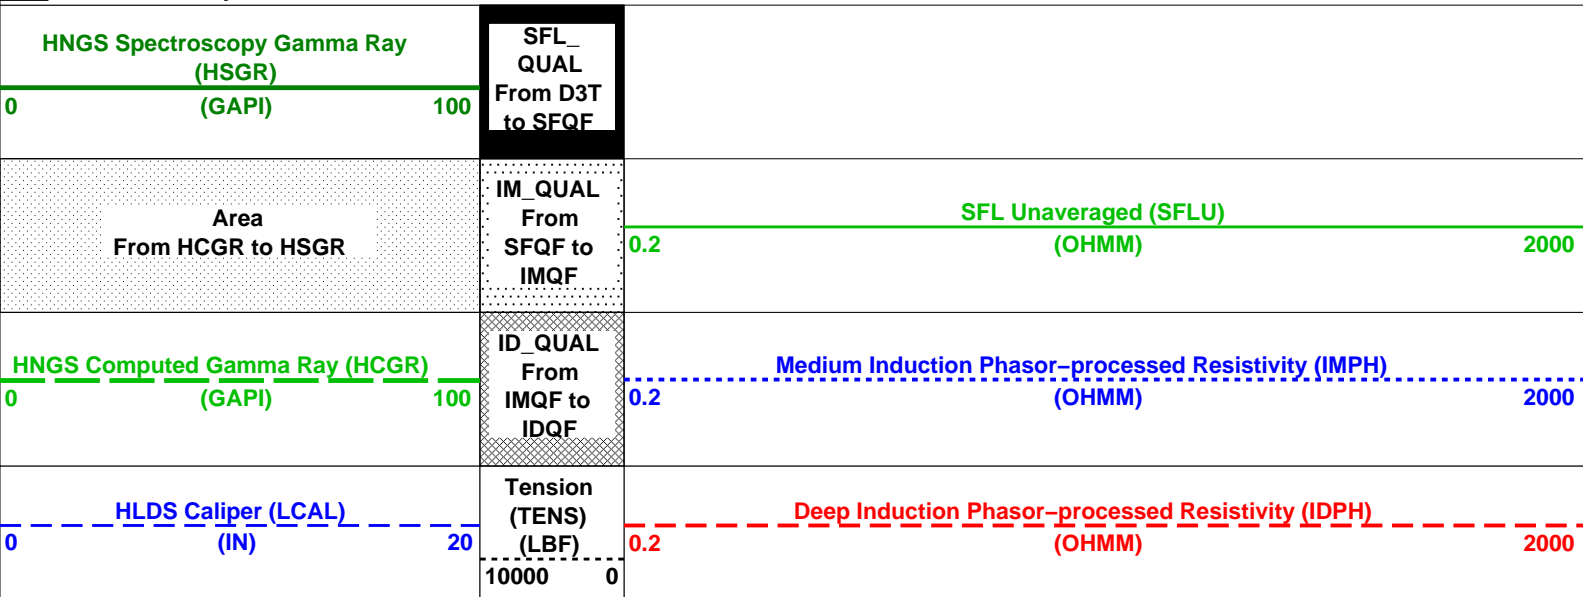 HNGS Spectroscopy Gamma Ray
(HSGR)
0 (GAPI) 100
SFL_
QUAL
From D3T
to SFQF
Area
From HCGR to HSGR
IM_QUAL
From
SFQF to
IMQF
SFL Unaveraged (SFLU)
0.2 (OHMM) 2000
HNGS Computed Gamma Ray (HCGR)
0 (GAPI) 100
ID_QUAL
From
IMQF to
IDQF
Medium Induction Phasor−processed Resistivity (IMPH)
0.2 (OHMM) 2000
HLDS Caliper (LCAL)
0 (IN) 20
Tension
(TENS)
(LBF)
10000 0
Deep Induction Phasor−processed Resistivity (IDPH)
0.2 (OHMM) 2000